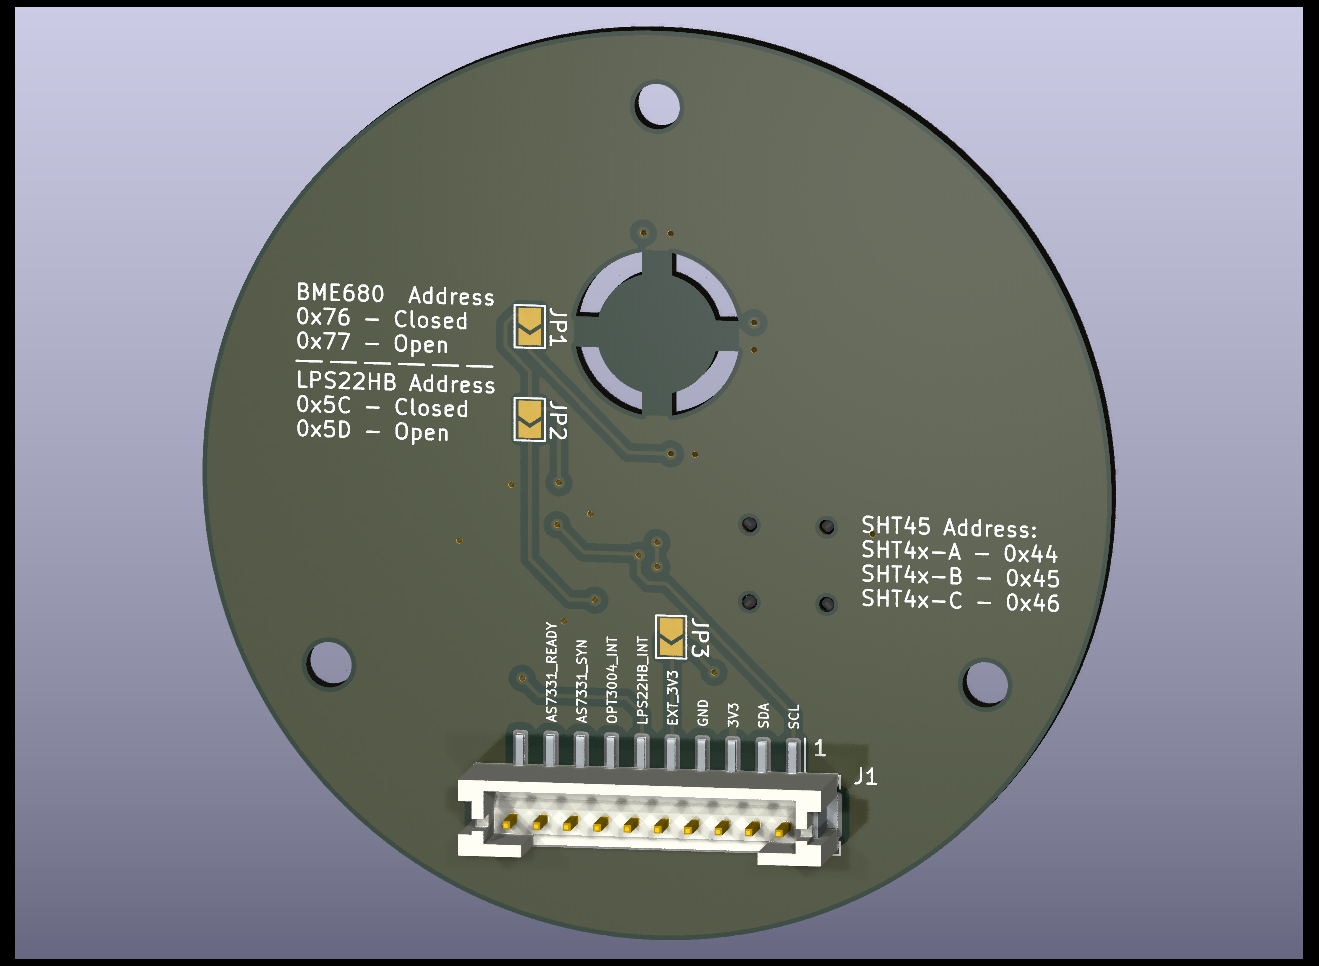 BME680 Address
0x76 – Closed
0x77 – Open
LPS22HB Address
0x5C – Closed
0x5D – Open
JP1
JP2
SHT45 Address:
SHT4x–A – 0x44
SHT4x–B – 0x45
SHT4x–C – 0x46
JP3
AS7331_READY
AS7331_SYN
OPT3004_INT
LPS22HB_INT
EXT_3V3
GND
3V3
SDA
SCL
1
J1